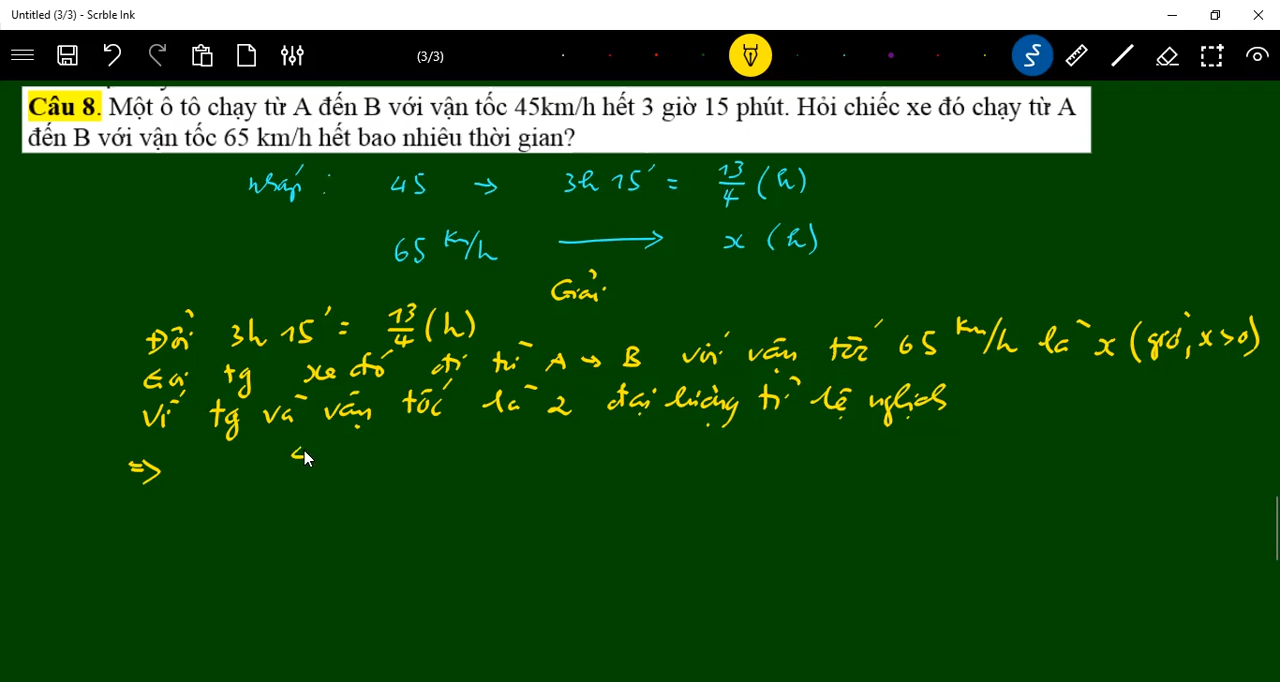 Untitled (3/3) - Scrble Ink
(3/3)
Câu 8. Một ô tô chạy từ A đến B với vận tốc 45km/h hết 3 giờ 15 phút. Hỏi chiếc xe đó chạy từ A
đến B với vận tốc 65 km/h hết bao nhiêu thời gian?
nháp : 45 → 3h 15' = 13/4 (h)
65 km/h → x (h)
Giải
Đổi 3h 15' = 13/4 (h)
Gọi tg xe đó đi từ A → B với vận tốc 65 km/h là x (giờ, x>0)
Vì tg và vận tốc là 2 đại lượng tỉ lệ nghịch
=>